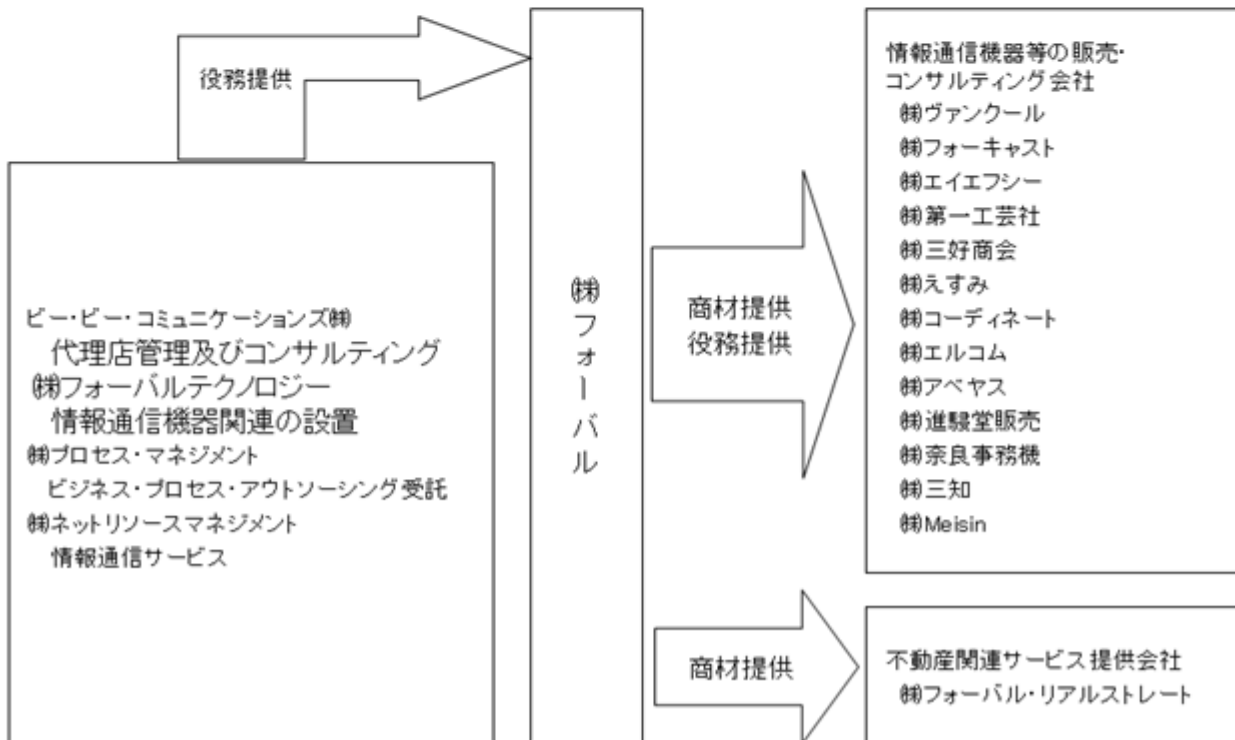 役務提供
ビー・ビー・コミュニケーションズ㈱
代理店管理及びコンサルティング
㈱フォーバルテクノロジー
情報通信機器関連の設置
㈱プロセス・マネジメント
ビジネス・プロセス・アウトソーシング受託
㈱ネットリソースマネジメント
情報通信サービス
㈱フォーバル
商材提供
役務提供
商材提供
情報通信機器等の販売・
コンサルティング会社
㈱ヴァンクール
㈱フォーキャスト
㈱エイエフシー
㈱第一工芸社
㈱三好商会
㈱えすみ
㈱コーディネート
㈱エルコム
㈱アベヤス
㈱進駸堂販売
㈱奈良事務機
㈱三知
㈱Meisin
不動産関連サービス提供会社
㈱フォーバル・リアルストレート